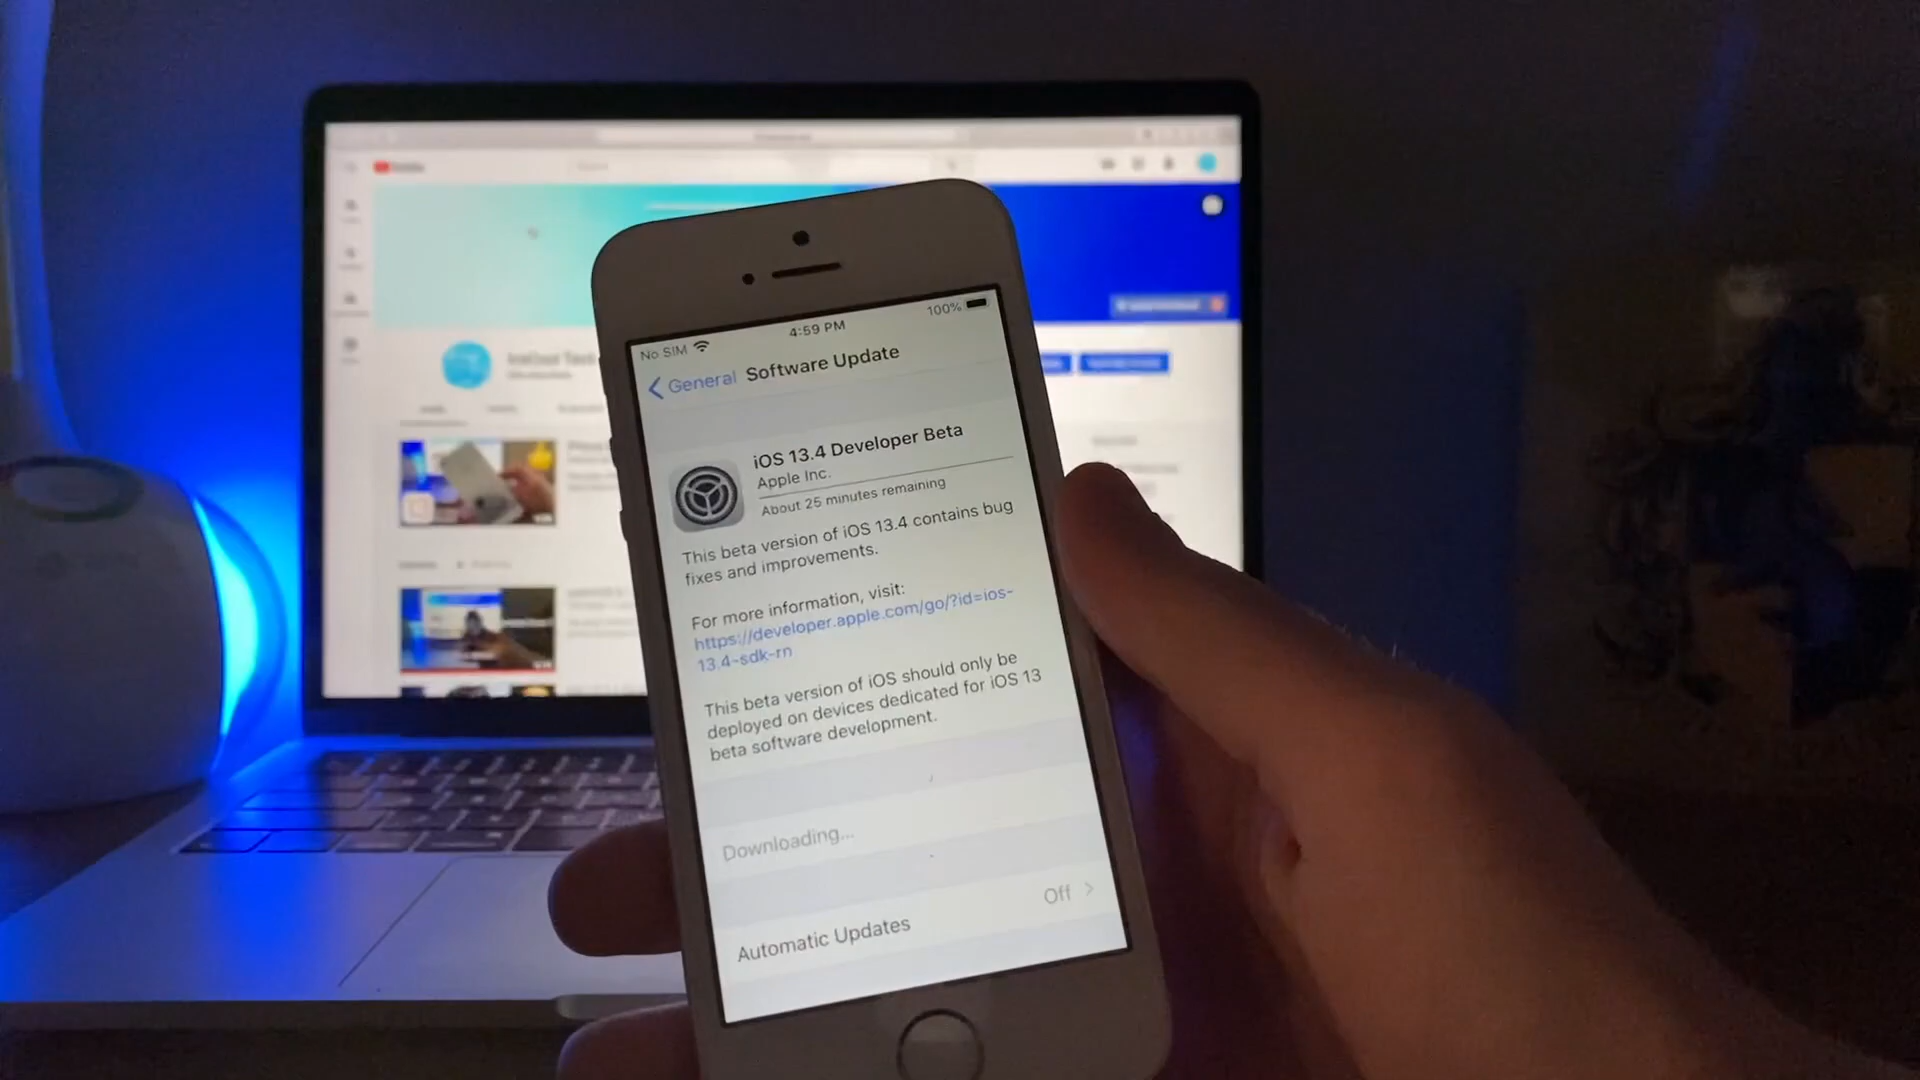 No SIM 4:59 PM 100%
General Software Update
iOS 13.4 Developer Beta
Apple Inc.
About 25 minutes remaining
This beta version of iOS 13.4 contains bug
fixes and improvements.
For more information, visit:
https://developer.apple.com/go/?id=ios-
13.4-sdk-rn
This beta version of iOS should only be
deployed on devices dedicated for iOS 13
beta software development.
Downloading...
Automatic Updates Off